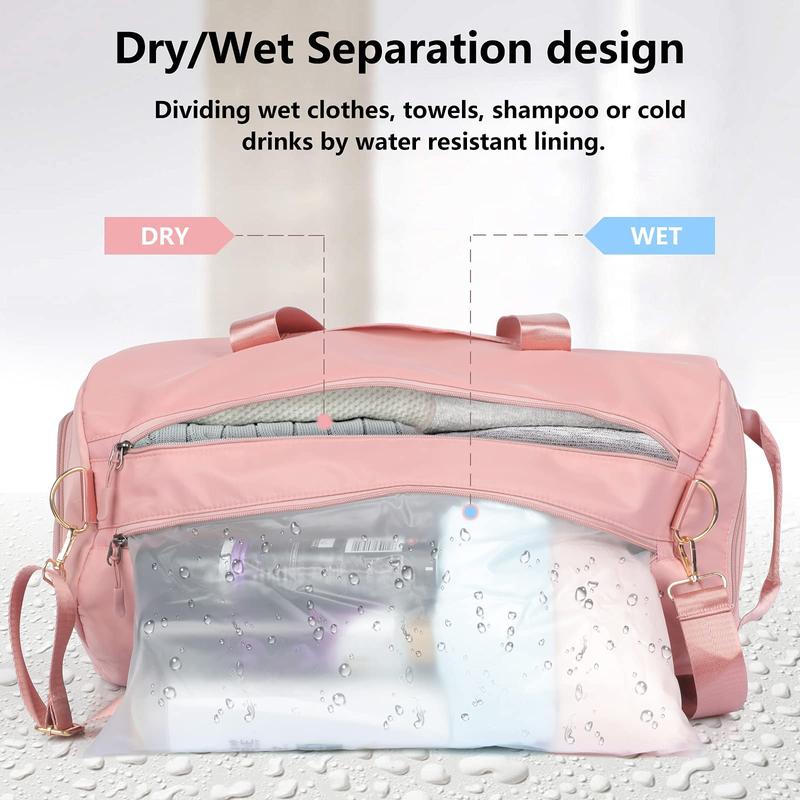 Dry/Wet Separation design
Dividing wet clothes, towels, shampoo or cold
drinks by water resistant lining.
DRY
WET